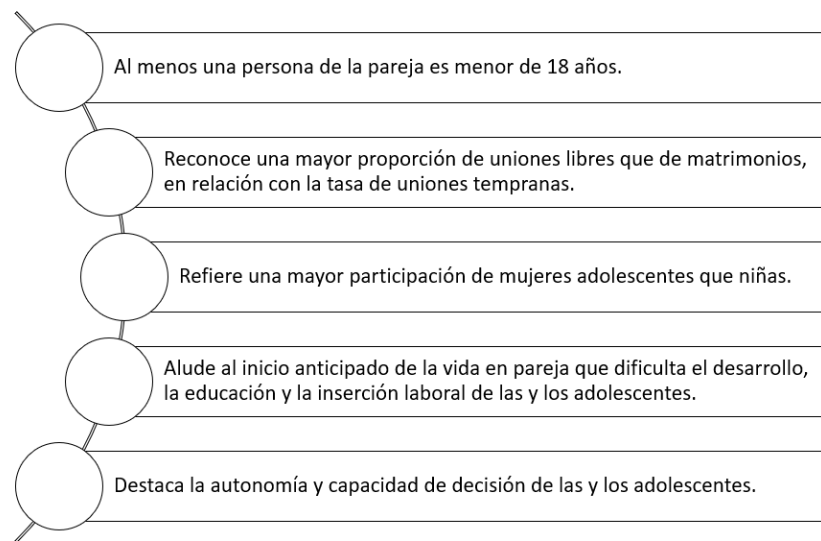 Al menos una persona de la pareja es menor de 18 años.
Reconoce una mayor proporción de uniones libres que de matrimonios,
en relación con la tasa de uniones tempranas.
Refiere una mayor participación de mujeres adolescentes que niñas.
Alude al inicio anticipado de la vida en pareja que dificulta el desarrollo,
la educación y la inserción laboral de las y los adolescentes.
Destaca la autonomía y capacidad de decisión de las y los adolescentes.